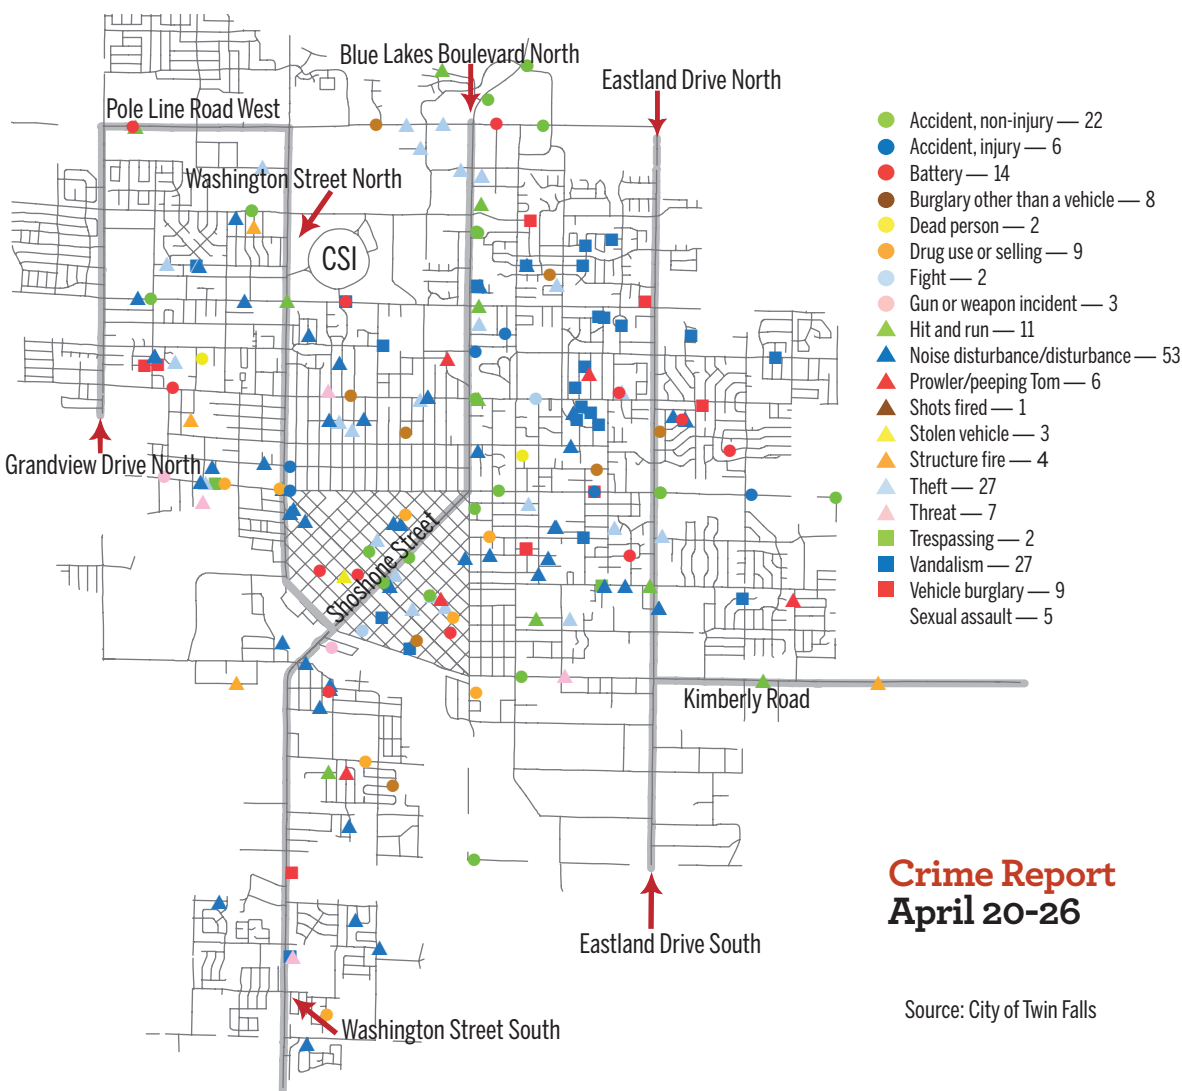 Blue Lakes Boulevard North
Eastland Drive North
Pole Line Road West
Washington Street North
CSI
Grandview Drive North
Shoshone Street
Kimberly Road
Eastland Drive South
Washington Street South
Accident, non-injury — 22
Accident, injury — 6
Battery — 14
Burglary other than a vehicle — 8
Dead person — 2
Drug use or selling — 9
Fight — 2
Gun or weapon incident — 3
Hit and run — 11
Noise disturbance/disturbance — 53
Prowler/peeping Tom — 6
Shots fired — 1
Stolen vehicle — 3
Structure fire — 4
Theft — 27
Threat — 7
Trespassing — 2
Vandalism — 27
Vehicle burglary — 9
Sexual assault — 5
Crime Report
April 20-26
Source: City of Twin Falls